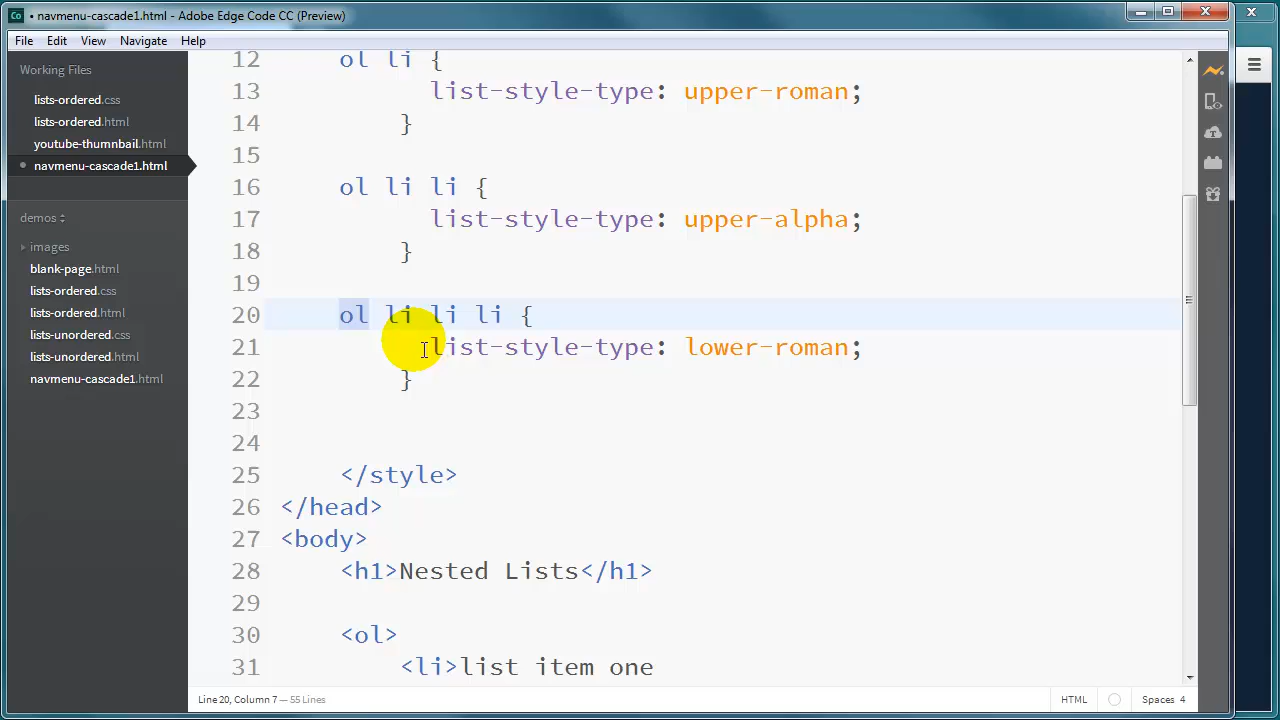 • navmenu-cascade1.html - Adobe Edge Code CC (Preview)
File Edit View Navigate Help
Working Files
lists-ordered.css
lists-ordered.html
youtube-thumnbail.html
navmenu-cascade1.html
demos
images
blank-page.html
lists-ordered.css
lists-ordered.html
lists-unordered.css
lists-unordered.html
navmenu-cascade1.html
12 ol li {
13 list-style-type: upper-roman;
14 }
15
16 ol li li {
17 list-style-type: upper-alpha;
18 }
19
20 ol li li li {
21 list-style-type: lower-roman;
22 }
23
24
25 </style>
26 </head>
27 <body>
28 <h1>Nested Lists</h1>
29
30 <ol>
31 <li>list item one
Line 20, Column 7 — 55 Lines
HTML
Spaces 4